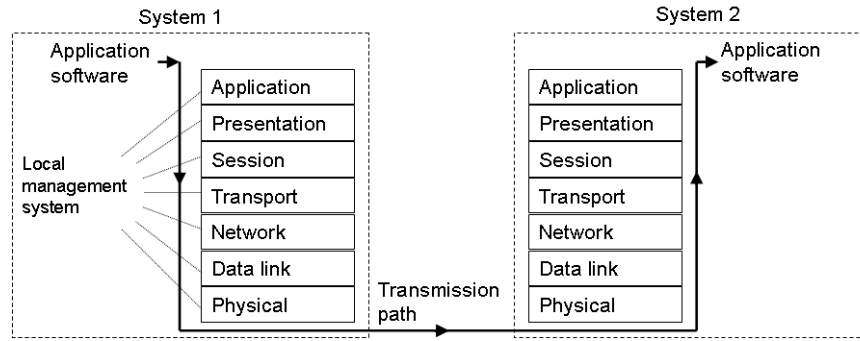 System 1
Application
software
Application
Presentation
Session
Transport
Network
Data link
Physical
Local
management
system
Transmission
path
System 2
Application
Presentation
Session
Transport
Network
Data link
Physical
Application
software